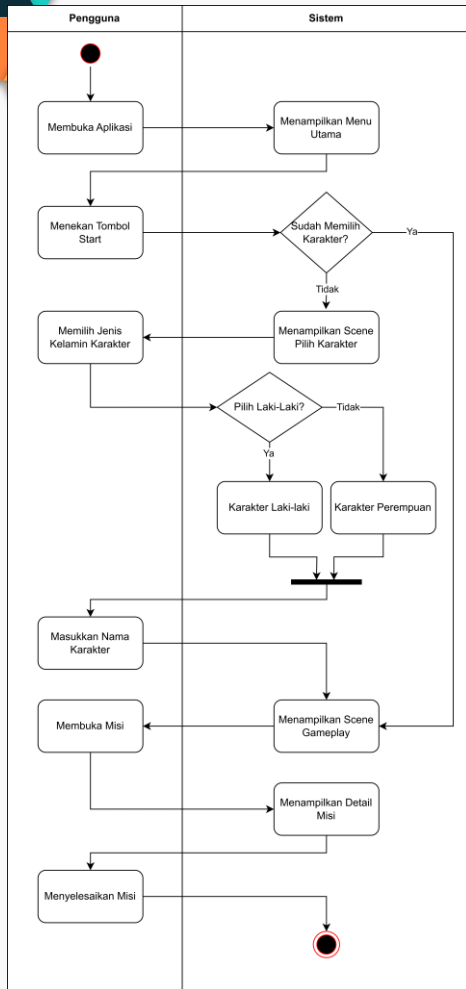 Pengguna
Sistem
Membuka Aplikasi
Menampilkan Menu
Utama
Menekan Tombol
Start
Sudah Memilih
Karakter?
Ya
Tidak
Memilih Jenis
Kelamin Karakter
Menampilkan Scene
Pilih Karakter
Pilih Laki-Laki?
Tidak
Ya
Karakter Laki-laki
Karakter Perempuan
Masukkan Nama
Karakter
Membuka Misi
Menampilkan Scene
Gameplay
Menampilkan Detail
Misi
Menyelesaikan Misi